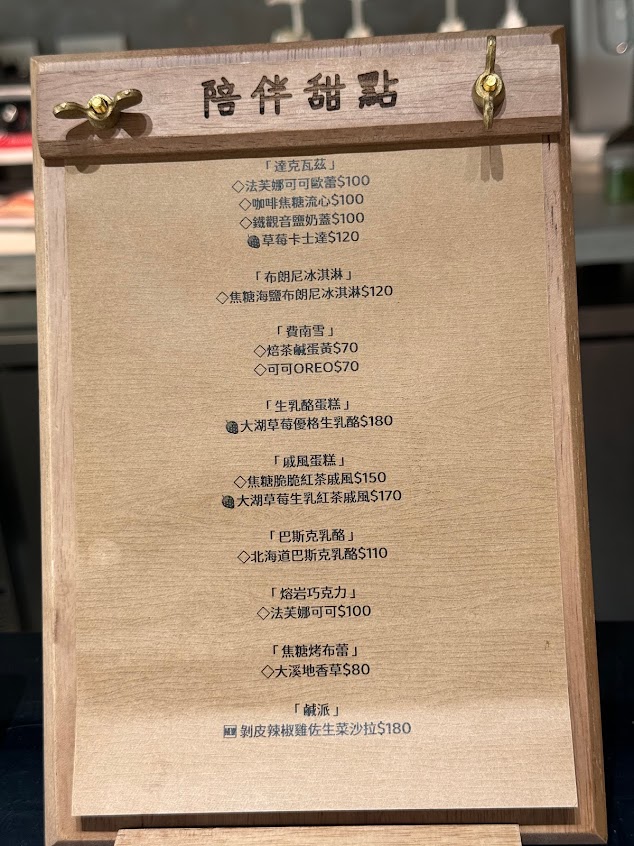 陪伴甜點
「達克瓦茲」
◇法芙娜可可歐蕾$100
◇咖啡焦糖流心$100
◇鐵觀音鹽奶蓋$100
🍓草莓卡士達$120
「布朗尼冰淇淋」
◇焦糖海鹽布朗尼冰淇淋$120
「費南雪」
◇焙茶鹹蛋黃$70
◇可可OREO$70
「生乳酪蛋糕」
🍓大湖草莓優格生乳酪$180
「戚風蛋糕」
◇焦糖脆脆紅茶戚風$150
🍓大湖草莓生乳紅茶戚風$170
「巴斯克乳酪」
◇北海道巴斯克乳酪$110
「熔岩巧克力」
◇法芙娜可可$100
「焦糖烤布蕾」
◇大溪地香草$80
「鹹派」
NEW 剝皮辣椒雞佐生菜沙拉$180